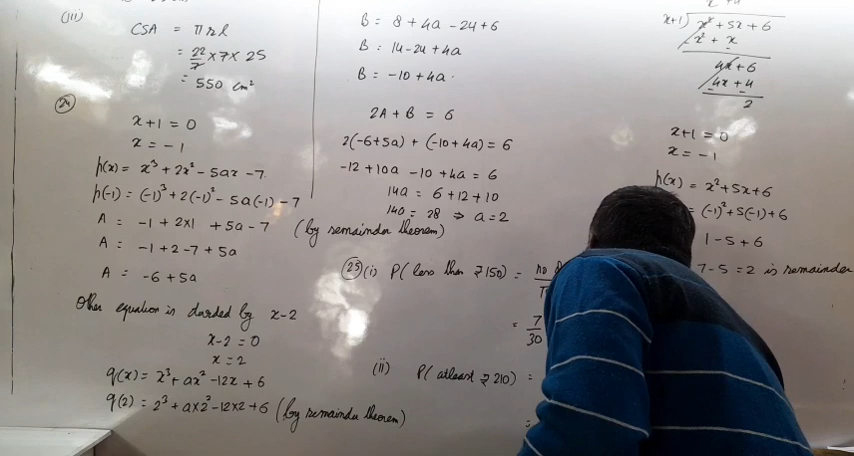 (iii)
CSA = πrl
= 22/7 × 7 × 25
= 550 cm²
24
x+1 = 0
x = -1
p(x) = x³ + 2x² - 5ax - 7
p(-1) = (-1)³ + 2(-1)² - 5a(-1) - 7
A = -1 + 2x1 + 5a - 7 (by remainder theorem)
A = -1 + 2 - 7 + 5a
A = -6 + 5a
Other equation is divided by x-2
x-2 = 0
x = 2
q(x) = x³ + ax² - 12x + 6
q(2) = 2³ + ax2² - 12x2 + 6 (by remainder theorem)
B = 8 + 4a - 24 + 6
B = 14 - 24 + 4a
B = -10 + 4a
2A + B = 6
2(-6+5a) + (-10+4a) = 6
-12 + 10a - 10 + 4a = 6
14a = 6 + 12 + 10
14a = 28 ⇒ a = 2
25 (i) P( less than ₹150) = no
= 7/30
(ii) P( atleast ₹210) =
=
x+1) x² + 5x + 6
x² + x
4x + 6
4x + 4
2
x+1 = 0
x = -1
p(x) = x² + 5x + 6
= (-1)² + 5(-1) + 6
1 - 5 + 6
7 - 5 = 2 is remainder